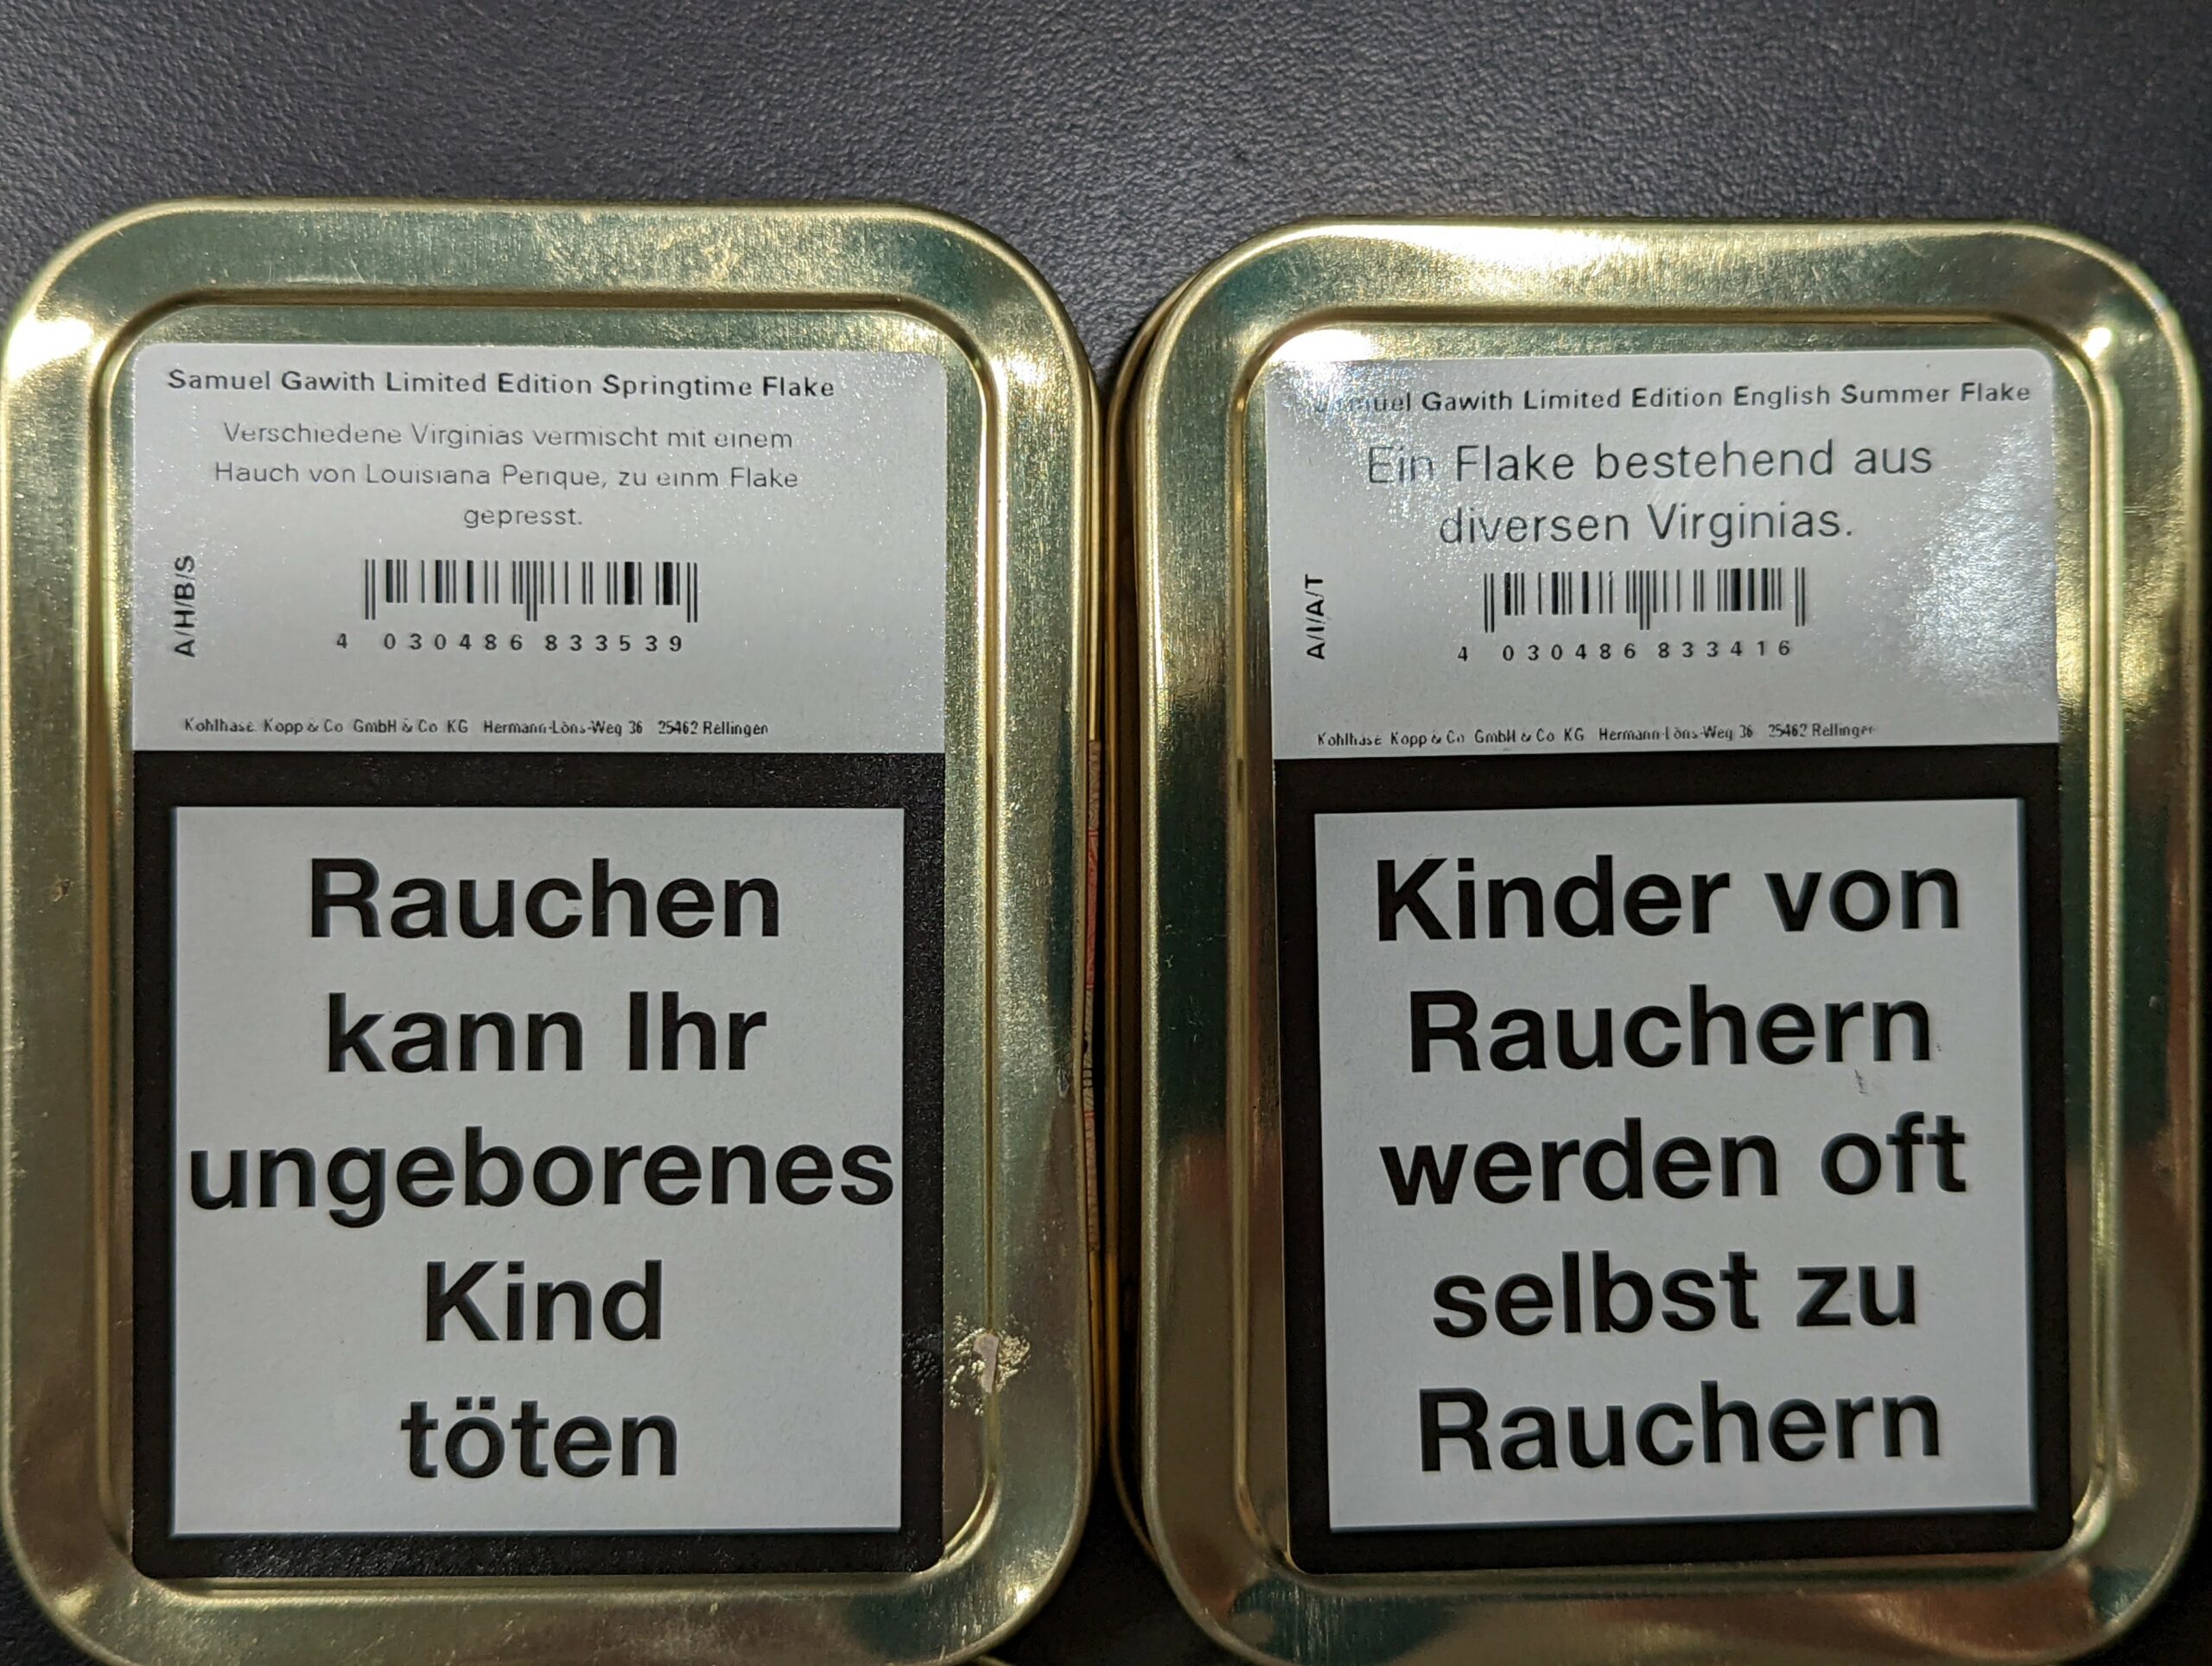 Samuel Gawith Limited Edition Springtime Flake
Verschiedene Virginias vermischt mit einem
Hauch von Louisiana Perique, zu einm Flake
gepresst.
A/H/B/S
4 030486 833539
Kohlhase Kopp & Co GmbH & Co KG Hermann-Löns-Weg 36 25462 Rellingen
Rauchen
kann Ihr
ungeborenes
Kind
töten
Samuel Gawith Limited Edition English Summer Flake
Ein Flake bestehend aus
diversen Virginias.
A/I/A/T
4 030486 833416
Kohlhase Kopp & Co GmbH & Co KG Hermann-Löns-Weg 36 25462 Rellingen
Kinder von
Rauchern
werden oft
selbst zu
Rauchern